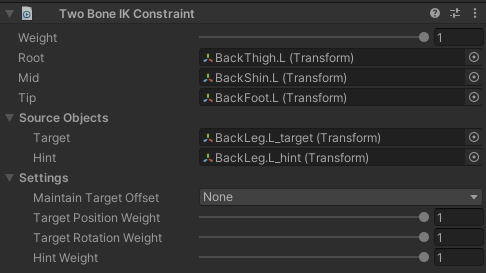 Two Bone IK Constraint
Weight 1
Root BackThigh.L (Transform)
Mid BackShin.L (Transform)
Tip BackFoot.L (Transform)
Source Objects
Target BackLeg.L_target (Transform)
Hint BackLeg.L_hint (Transform)
Settings
Maintain Target Offset None
Target Position Weight 1
Target Rotation Weight 1
Hint Weight 1